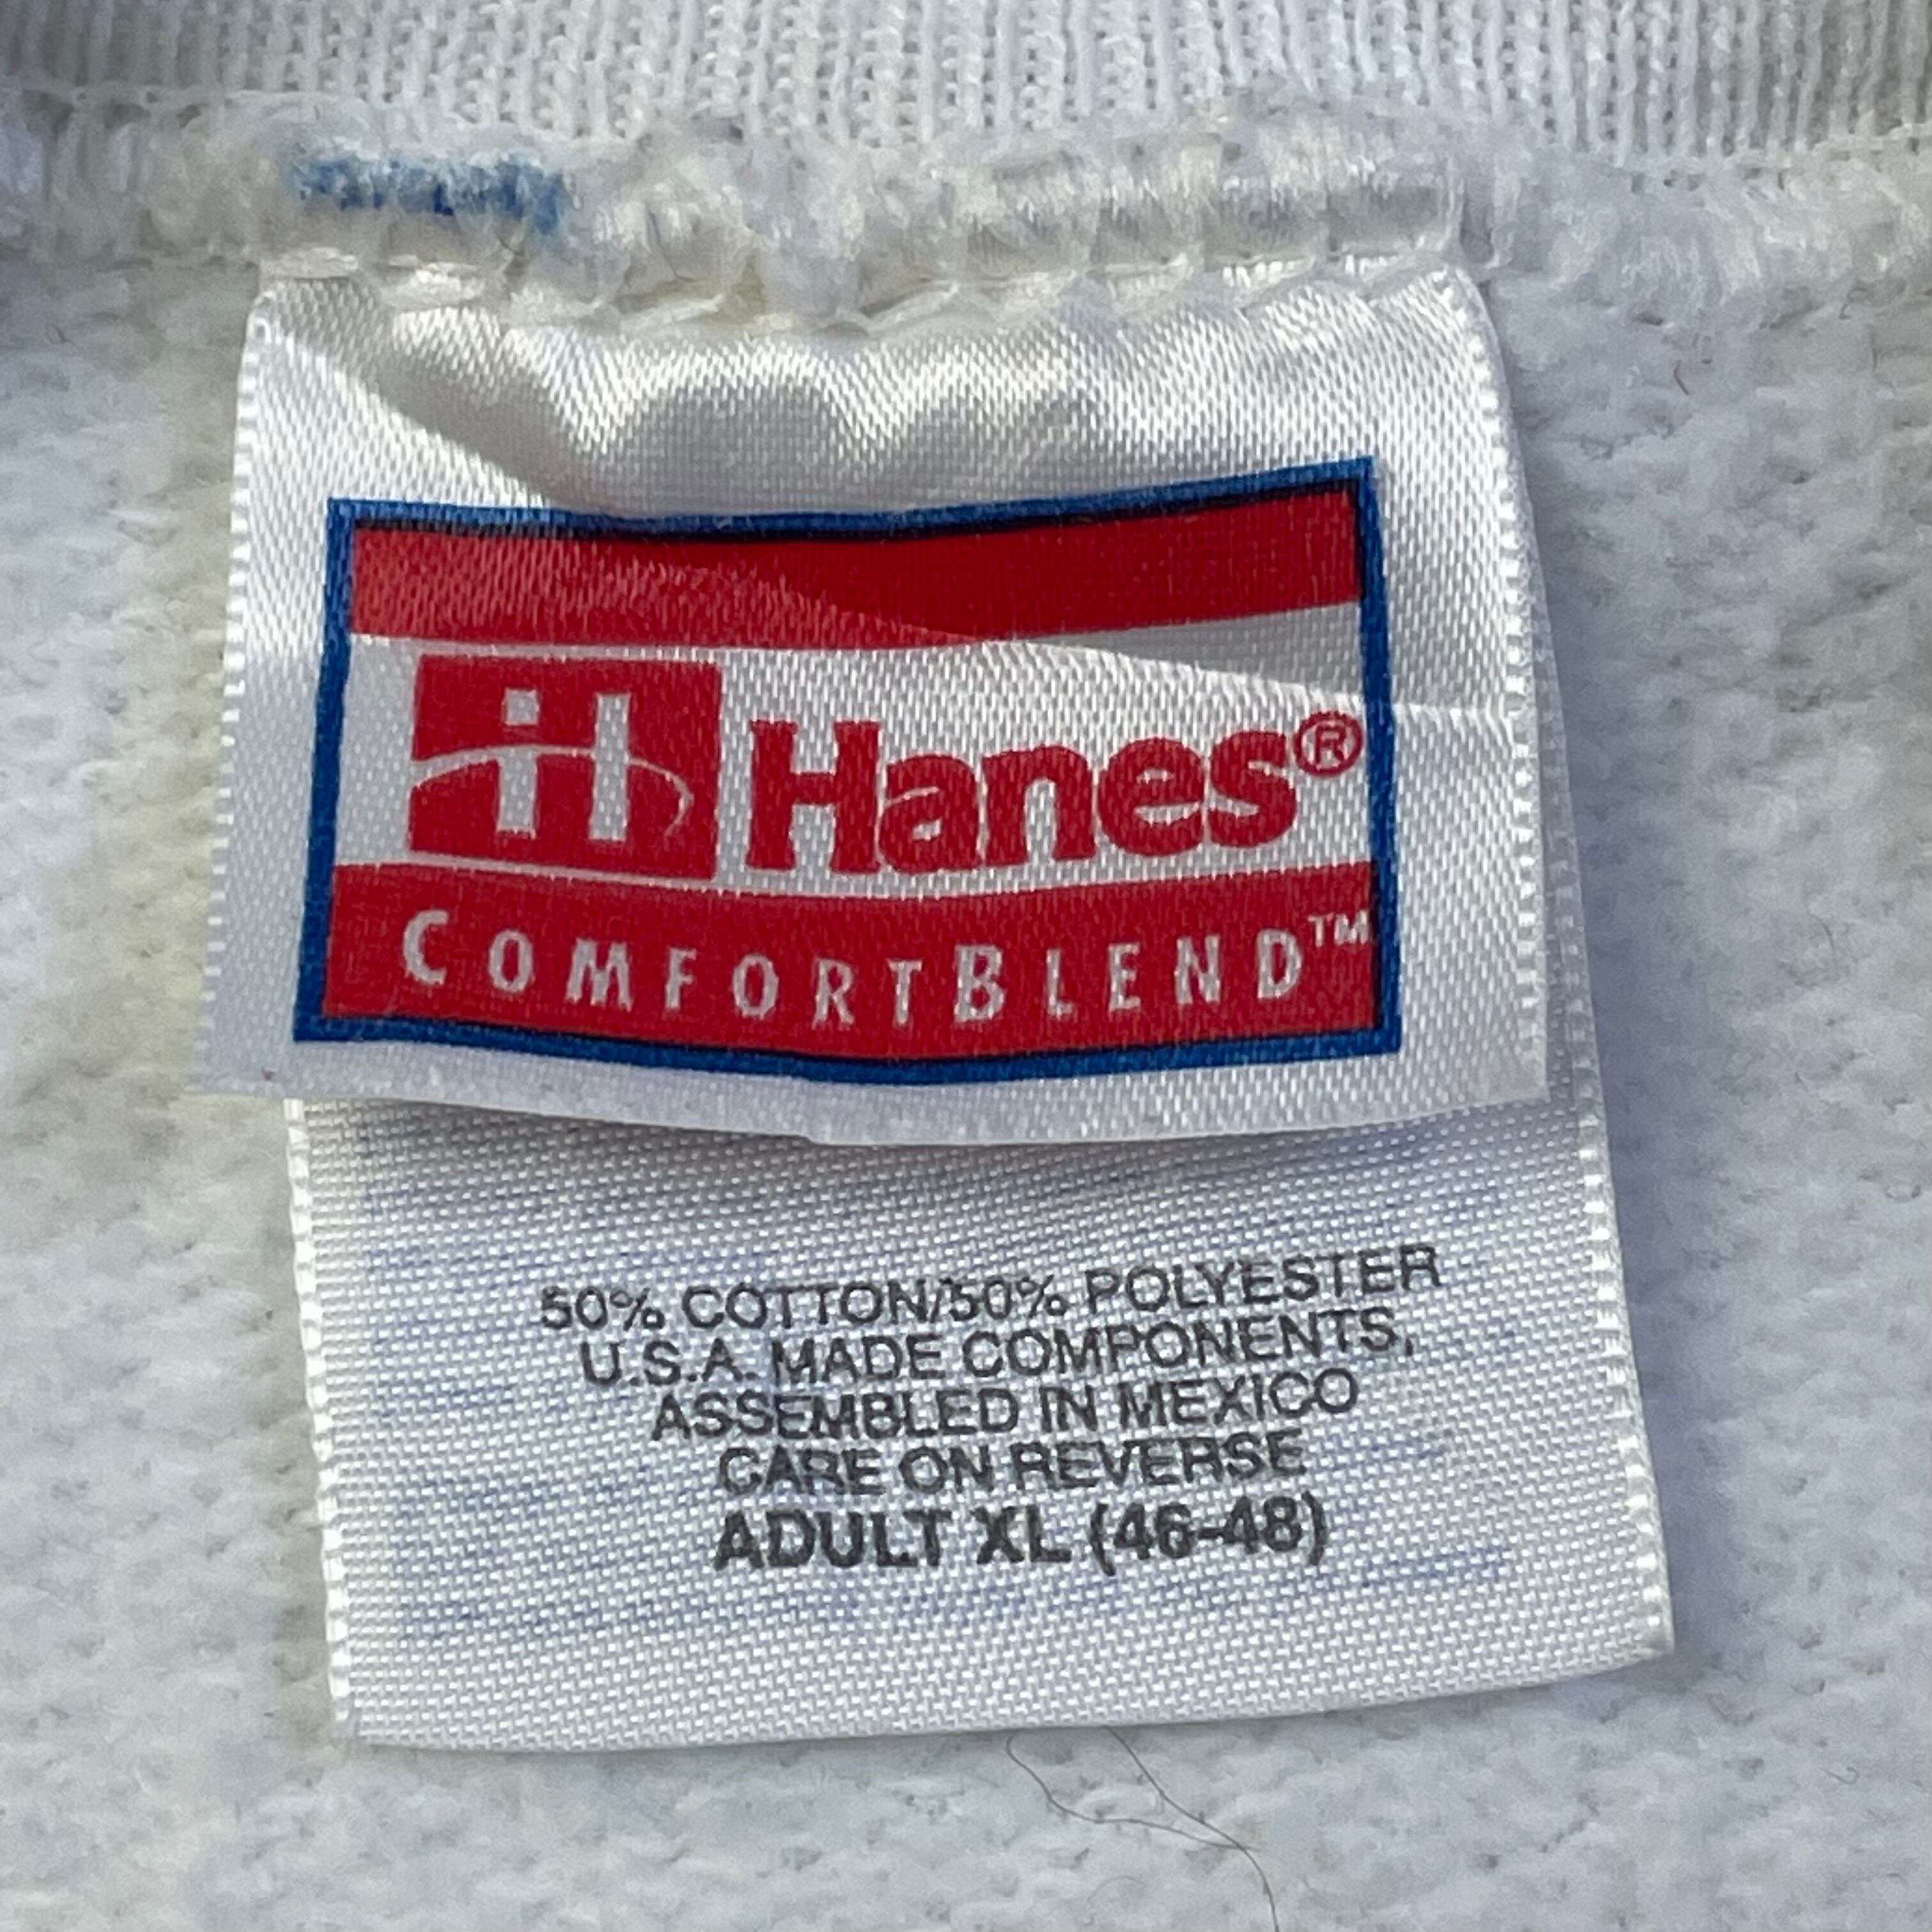 Hanes®
COMFORTBLEND™
50% COTTON/50% POLYESTER
U.S.A. MADE COMPONENTS,
ASSEMBLED IN MEXICO
CARE ON REVERSE
ADULT XL (46-48)